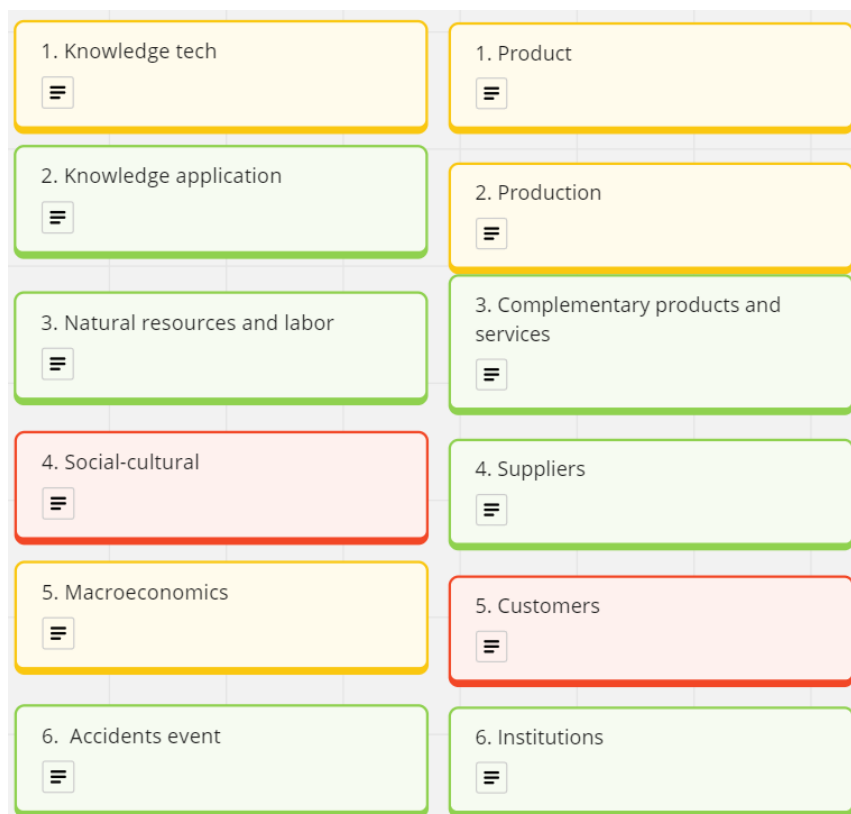 1. Knowledge tech
2. Knowledge application
3. Natural resources and labor
4. Social-cultural
5. Macroeconomics
6.  Accidents event
1. Product
2. Production
3. Complementary products and
services
4. Suppliers
5. Customers
6. Institutions